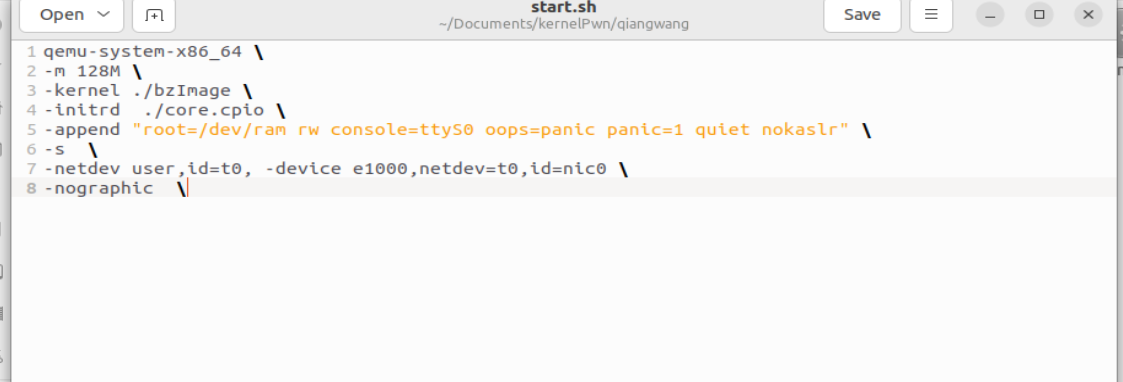 Open
start.sh
~/Documents/kernelPwn/qiangwang
Save
1 qemu-system-x86_64 \
2 -m 128M \
3 -kernel ./bzImage \
4 -initrd  ./core.cpio \
5 -append "root=/dev/ram rw console=ttyS0 oops=panic panic=1 quiet nokaslr" \
6 -s  \
7 -netdev user,id=t0, -device e1000,netdev=t0,id=nic0 \
8 -nographic  \